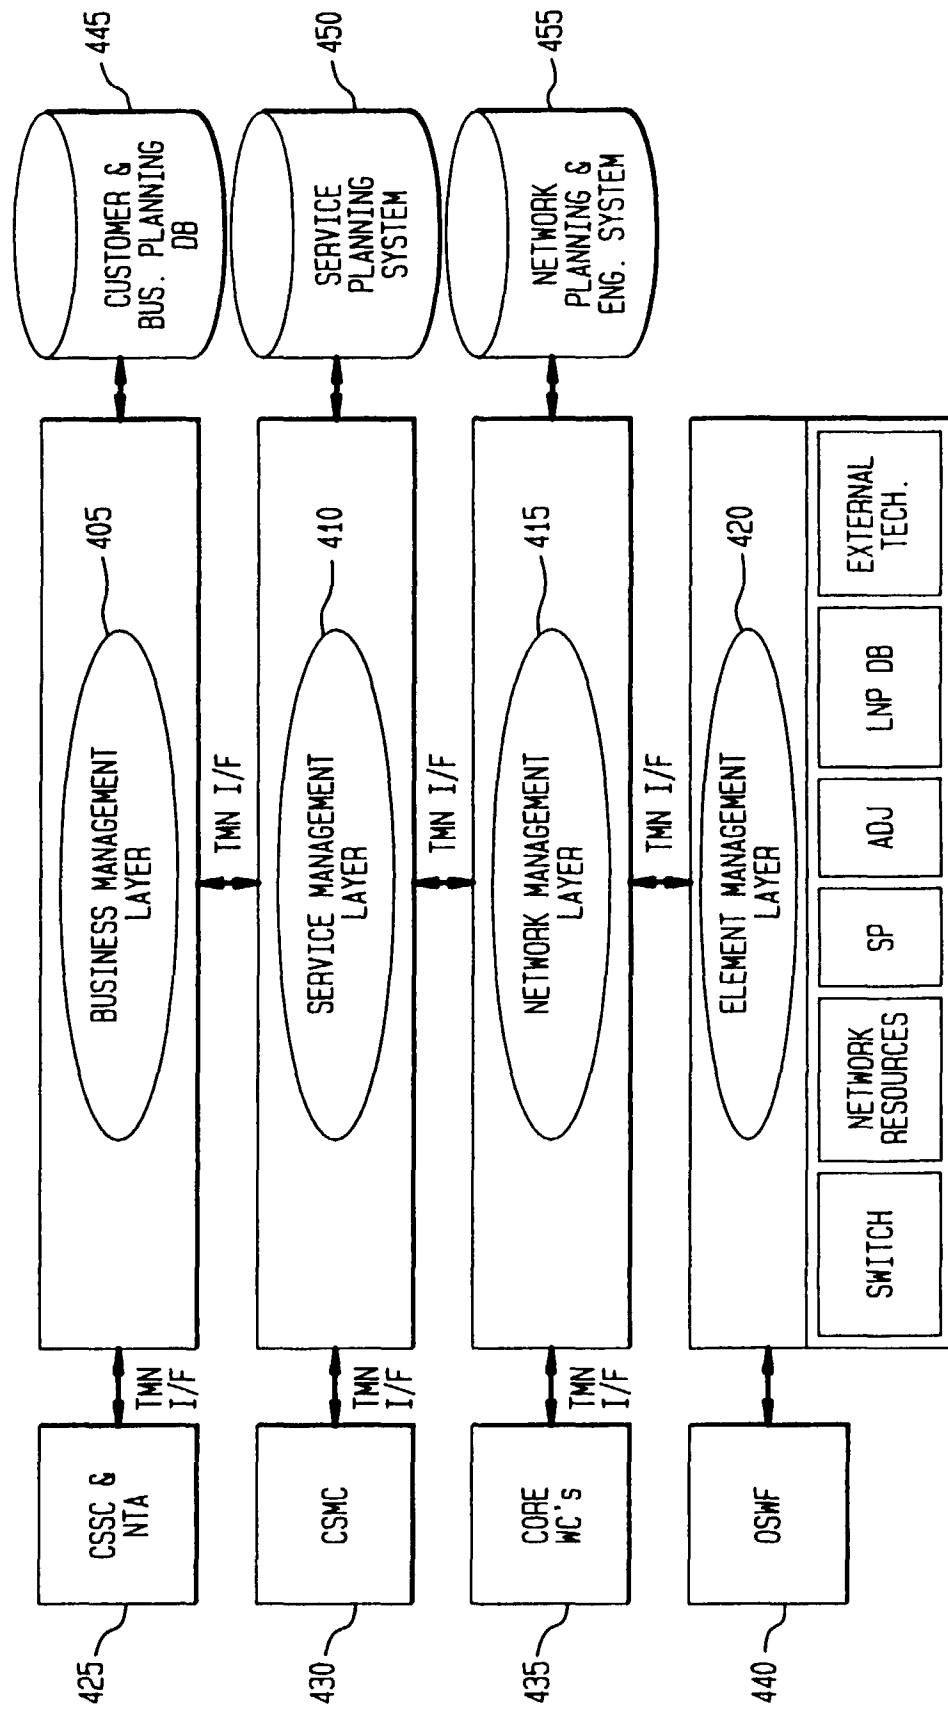 445
CUSTOMER &
BUS. PLANNING
DB
450
SERVICE
PLANNING
SYSTEM
455
NETWORK
PLANNING &
ENG. SYSTEM
405
BUSINESS MANAGEMENT
LAYER
TMN I/F
410
SERVICE MANAGEMENT
LAYER
TMN I/F
415
NETWORK MANAGEMENT
LAYER
TMN I/F
420
ELEMENT MANAGEMENT
LAYER
SWITCH
NETWORK
RESOURCES
SP
ADJ
LNP DB
EXTERNAL
TECH.
TMN
I/F
TMN
I/F
TMN
I/F
CSSC &
NTA
425
CSMC
430
CORE
WC's
435
OSWF
440